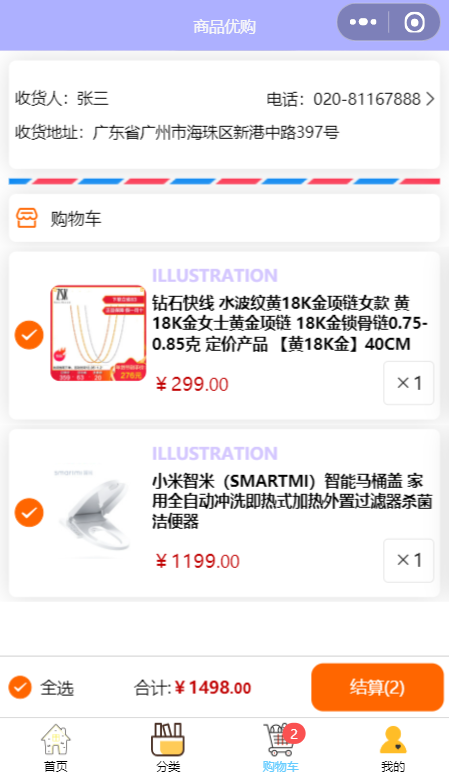 商品优购
收货人：张三
电话：020-81167888
收货地址：广东省广州市海珠区新港中路397号
购物车
ILLUSTRATION
钻石快线 水波纹黄18K金项链女款 黄
18K金女士黄金项链 18K金锁骨链0.75-
0.85克 定价产品 【黄18K金】40CM
￥299.00
×1
ILLUSTRATION
smartmi
小米智米（SMARTMI）智能马桶盖 家
用全自动冲洗即热式加热外置过滤器杀菌
洁便器
￥1199.00
×1
全选
合计:￥1498.00
结算(2)
2
首页
分类
购物车
我的